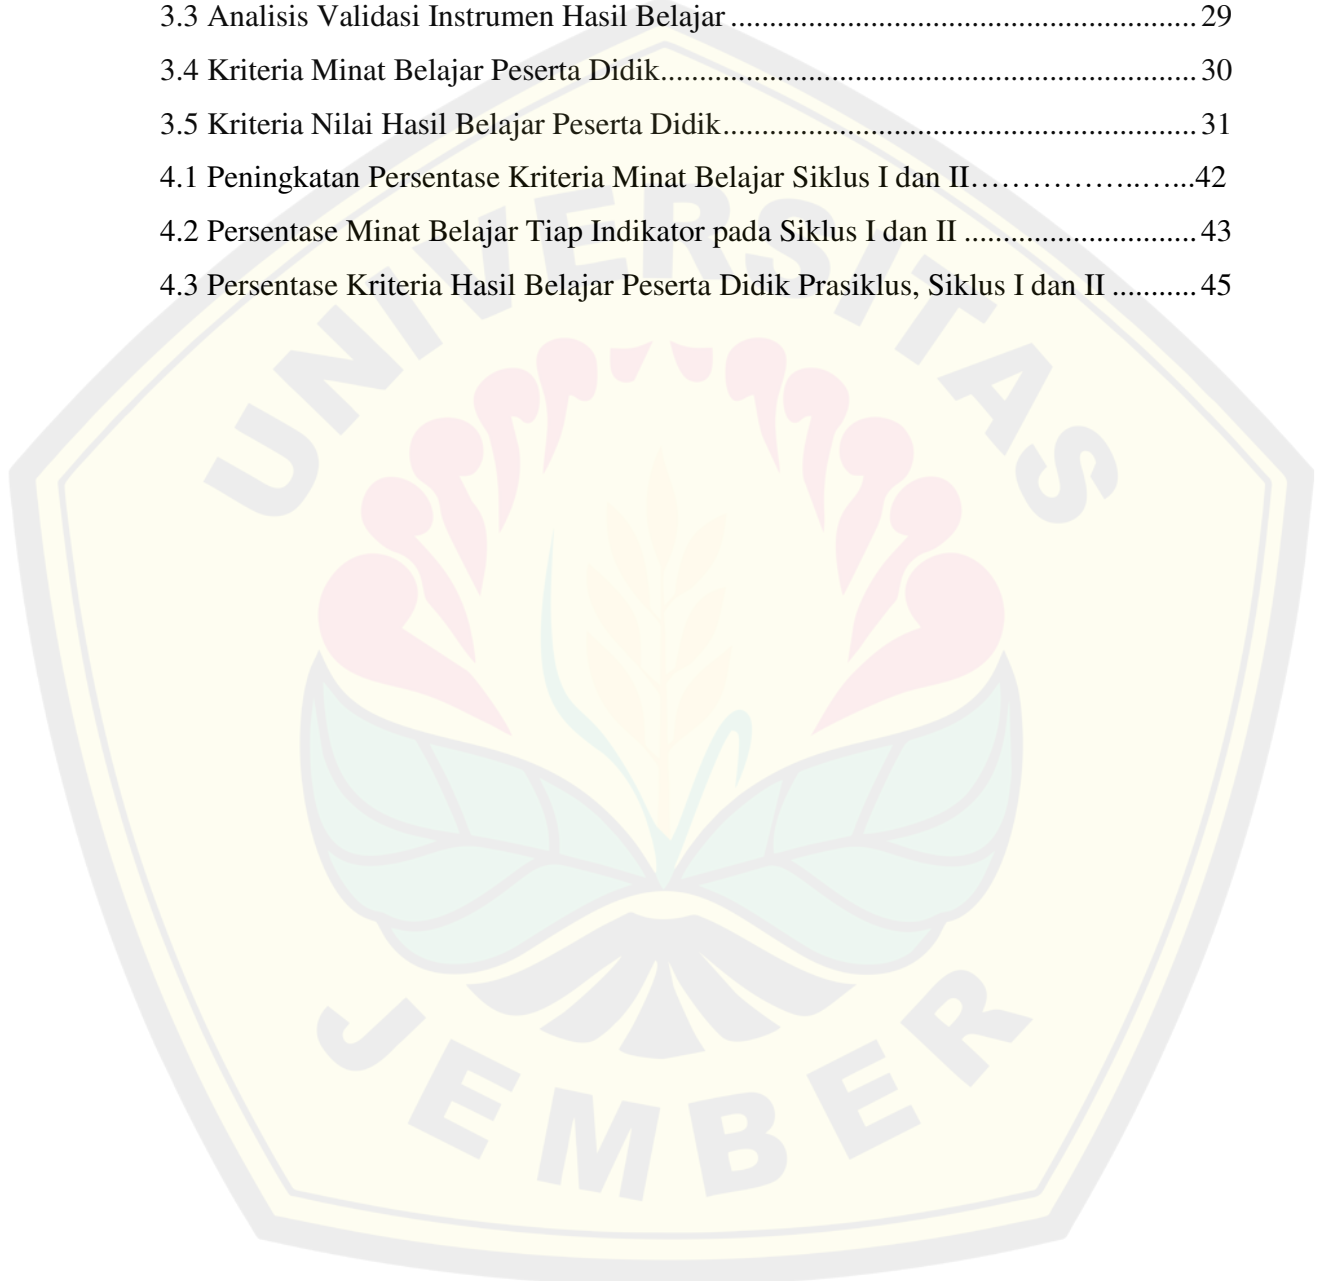 3.3 Analisis Validasi Instrumen Hasil Belajar ............................................................ 29
3.4 Kriteria Minat Belajar Peserta Didik..................................................................... 30
3.5 Kriteria Nilai Hasil Belajar Peserta Didik............................................................. 31
4.1 Peningkatan Persentase Kriteria Minat Belajar Siklus I dan II……………..…...42
4.2 Persentase Minat Belajar Tiap Indikator pada Siklus I dan II .............................. 43
4.3 Persentase Kriteria Hasil Belajar Peserta Didik Prasiklus, Siklus I dan II ........... 45
UNIVERSITAS
JEMBER